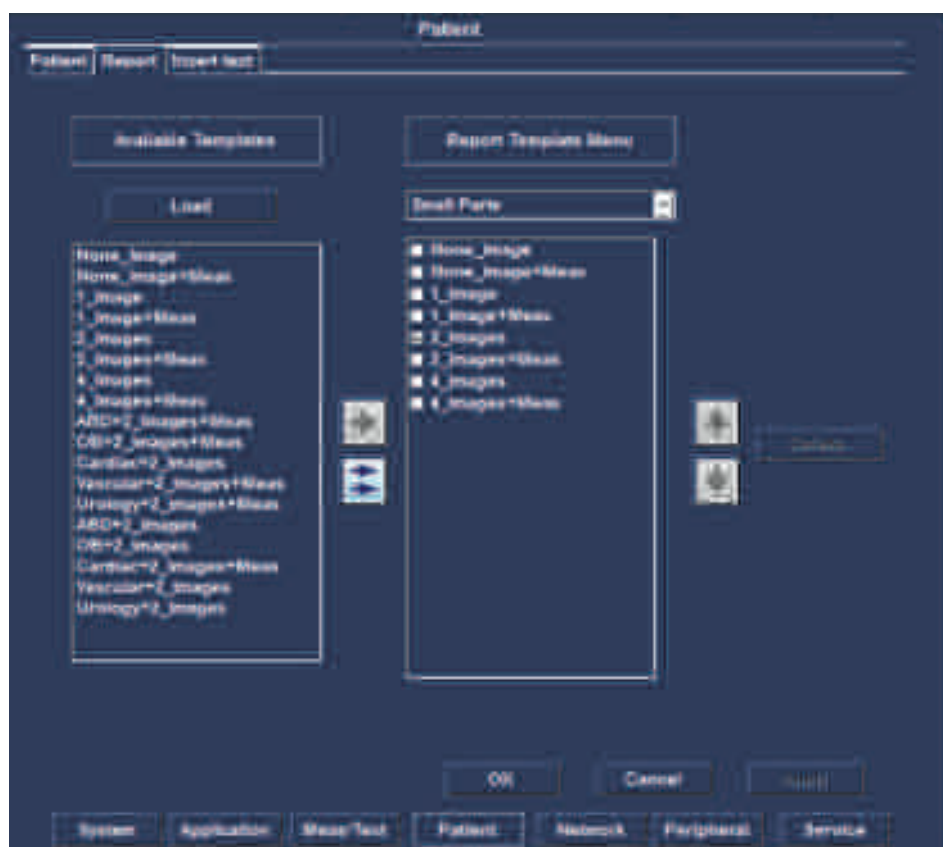 Patient
Patient Report Insert text
Available Templates
Report Template Menu
Load
Small Parts
None_Image
None_Image+Meas
1_Image
1_Image+Meas
2_Images
2_Images+Meas
4_Images
4_Images+Meas
ABD+2_Images+Meas
OB+2_Images+Meas
Cardiac+2_Images
Vascular+2_Images+Meas
Urology+2_Images+Meas
ABD+2_Images
OB+2_Images
Cardiac+2_Images+Meas
Vascular+2_Images
Urology+2_Images
None_Image
None_Image+Meas
1_Image
1_Image+Meas
2_Images
2_Images+Meas
4_Images
4_Images+Meas
Delete
OK Cancel
System Application Meas/Text Patient Network Peripheral Service